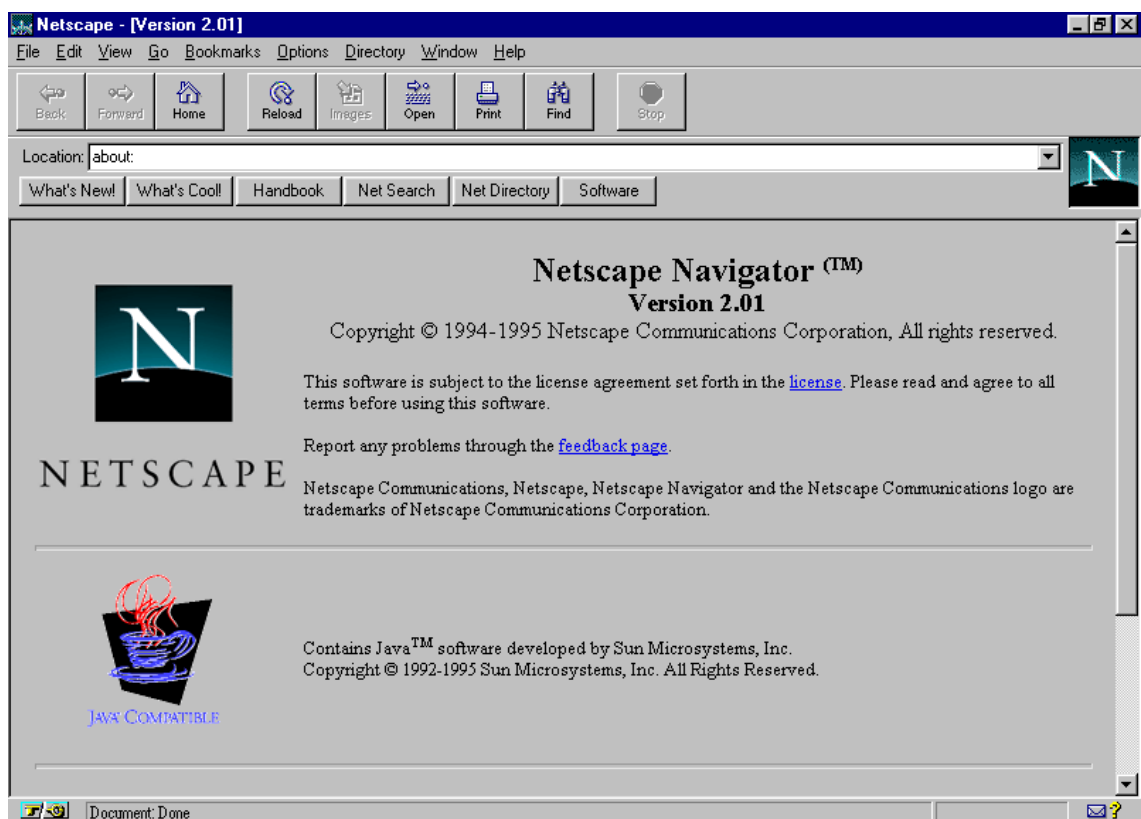 Netscape - [Version 2.01]
File Edit View Go Bookmarks Options Directory Window Help
Back Forward Home Reload Images Open Print Find Stop
Location: about:
N
What's New! What's Cool! Handbook Net Search Net Directory Software
Netscape Navigator (TM)
Version 2.01
Copyright © 1994-1995 Netscape Communications Corporation, All rights reserved.
N
NETSCAPE
This software is subject to the license agreement set forth in the license. Please read and agree to all
terms before using this software.
Report any problems through the feedback page.
Netscape Communications, Netscape, Netscape Navigator and the Netscape Communications logo are
trademarks of Netscape Communications Corporation.
JAVA COMPATIBLE
Contains Java™ software developed by Sun Microsystems, Inc.
Copyright © 1992-1995 Sun Microsystems, Inc. All Rights Reserved.
Document: Done
?